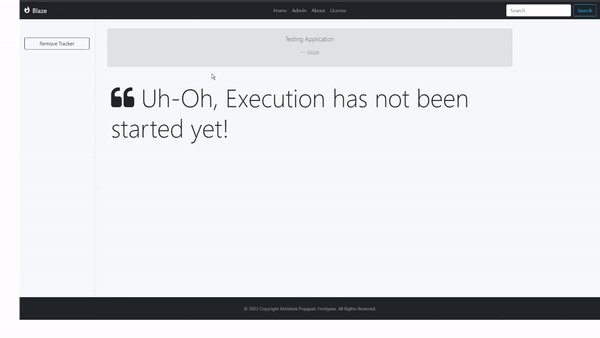 Blaze
Home Admin About License
Search
Search
Remove Tracker
Testing Application
— blaze
Uh-Oh, Execution has not been
started yet!
© 2022 Copyright Abhishek Prajapati, Frostyaxe. All Rights Reserved.